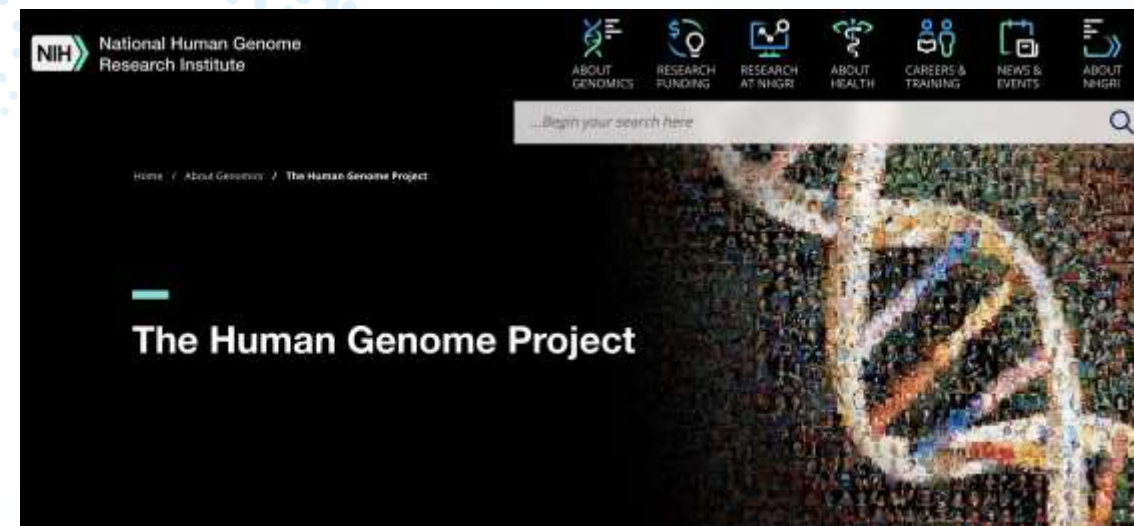 NIH
National Human Genome
Research Institute
ABOUT
GENOMICS
RESEARCH
FUNDING
RESEARCH
AT NHGRI
ABOUT
HEALTH
CAREERS &
TRAINING
NEWS &
EVENTS
ABOUT
NHGRI
...Begin your search here
Home / About Genomics / The Human Genome Project
The Human Genome Project